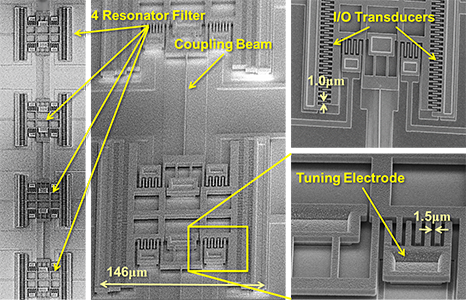 4 Resonator Filter
Coupling Beam
146μm
I/O Transducers
1.0μm
Tuning Electrode
1.5μm